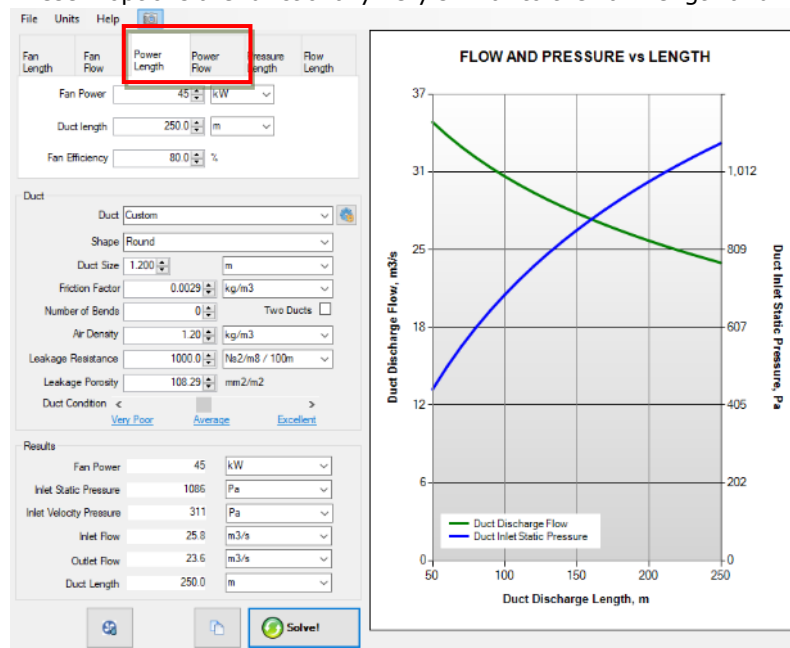 File Units Help
Fan Length
Fan Flow
Power Length
Power Flow
Pressure Length
Flow Length
Fan Power 45 kW
Duct length 250.0 m
Fan Efficiency 80.0 %
Duct
Duct Custom
Shape Round
Duct Size 1.200 m
Friction Factor 0.0029 kg/m3
Number of Bends 0 Two Ducts
Air Density 1.20 kg/m3
Leakage Resistance 1000.0 Ns2/m8 / 100m
Leakage Porosity 108.29 mm2/m2
Duct Condition < >
Very Poor Average Excellent
Results
Fan Power 45 kW
Inlet Static Pressure 1086 Pa
Inlet Velocity Pressure 311 Pa
Inlet Flow 25.8 m3/s
Outlet Flow 23.6 m3/s
Duct Length 250.0 m
Solve!
FLOW AND PRESSURE vs LENGTH
37
31 1,012
25 809
18 607
12 405
6 202
0 0
50 100 150 200 250
Duct Discharge Flow, m3/s
Duct Inlet Static Pressure, Pa
Duct Discharge Flow
Duct Inlet Static Pressure
Duct Discharge Length, m